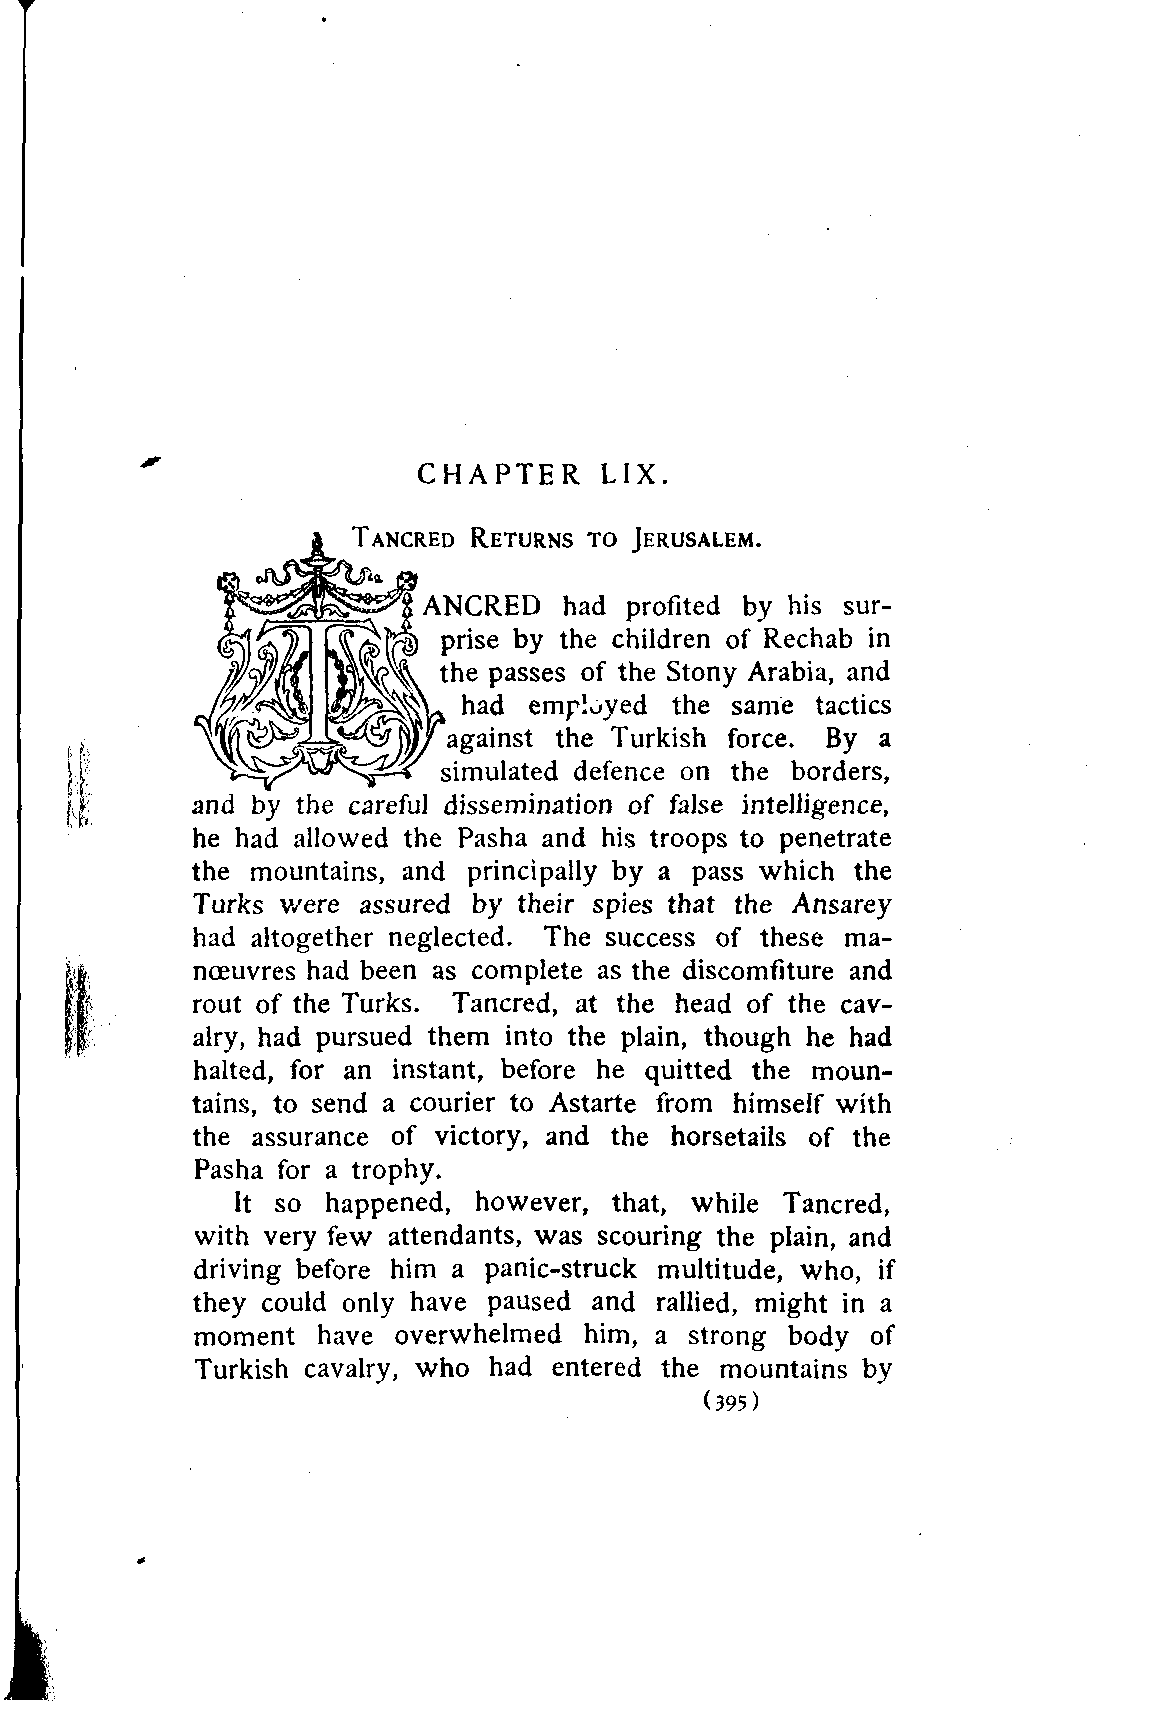 CHAPTER LIX.
TANCRED RETURNS TO JERUSALEM.
TANCRED had profited by his sur-
prise by the children of Rechab in
the passes of the Stony Arabia, and
had employed the same tactics
against the Turkish force. By a
simulated defence on the borders,
and by the careful dissemination of false intelligence,
he had allowed the Pasha and his troops to penetrate
the mountains, and principally by a pass which the
Turks were assured by their spies that the Ansarey
had altogether neglected. The success of these ma-
nœuvres had been as complete as the discomfiture and
rout of the Turks. Tancred, at the head of the cav-
alry, had pursued them into the plain, though he had
halted, for an instant, before he quitted the moun-
tains, to send a courier to Astarte from himself with
the assurance of victory, and the horsetails of the
Pasha for a trophy.
It so happened, however, that, while Tancred,
with very few attendants, was scouring the plain, and
driving before him a panic-struck multitude, who, if
they could only have paused and rallied, might in a
moment have overwhelmed him, a strong body of
Turkish cavalry, who had entered the mountains by
(395)